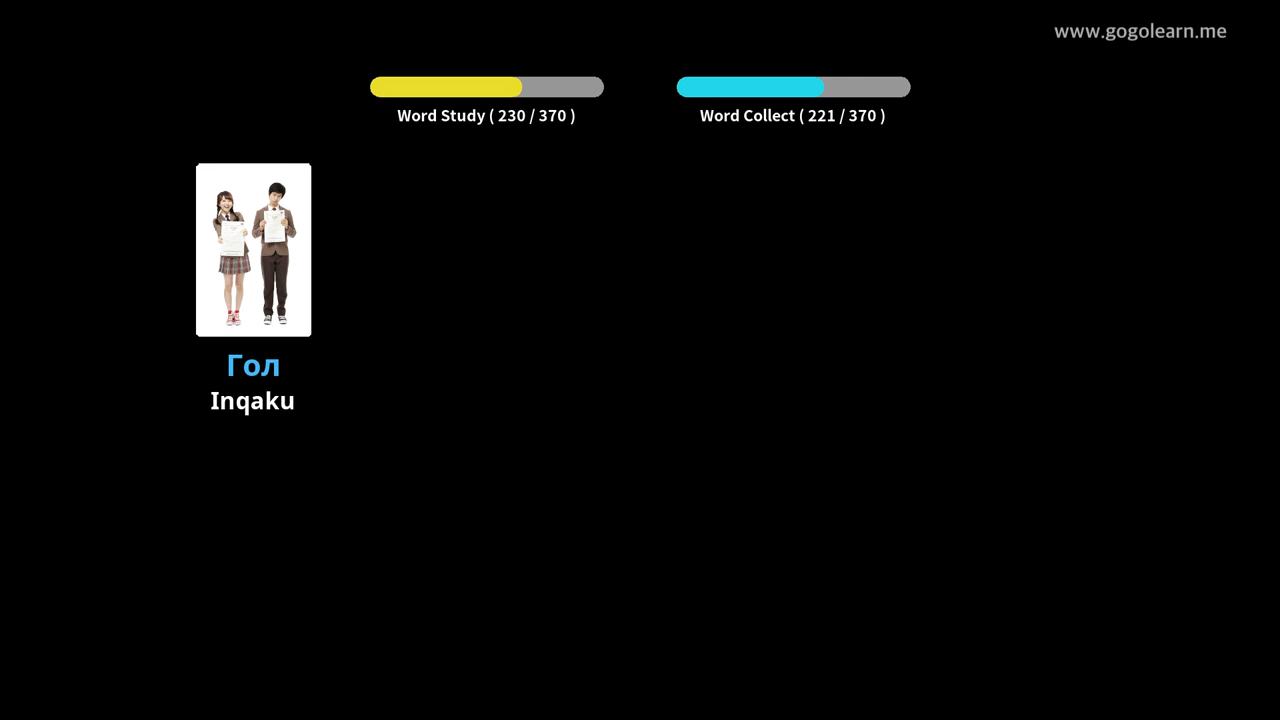 www.gogolearn.me
Word Study ( 230 / 370 )
Word Collect ( 221 / 370 )
Гол
Inqaku